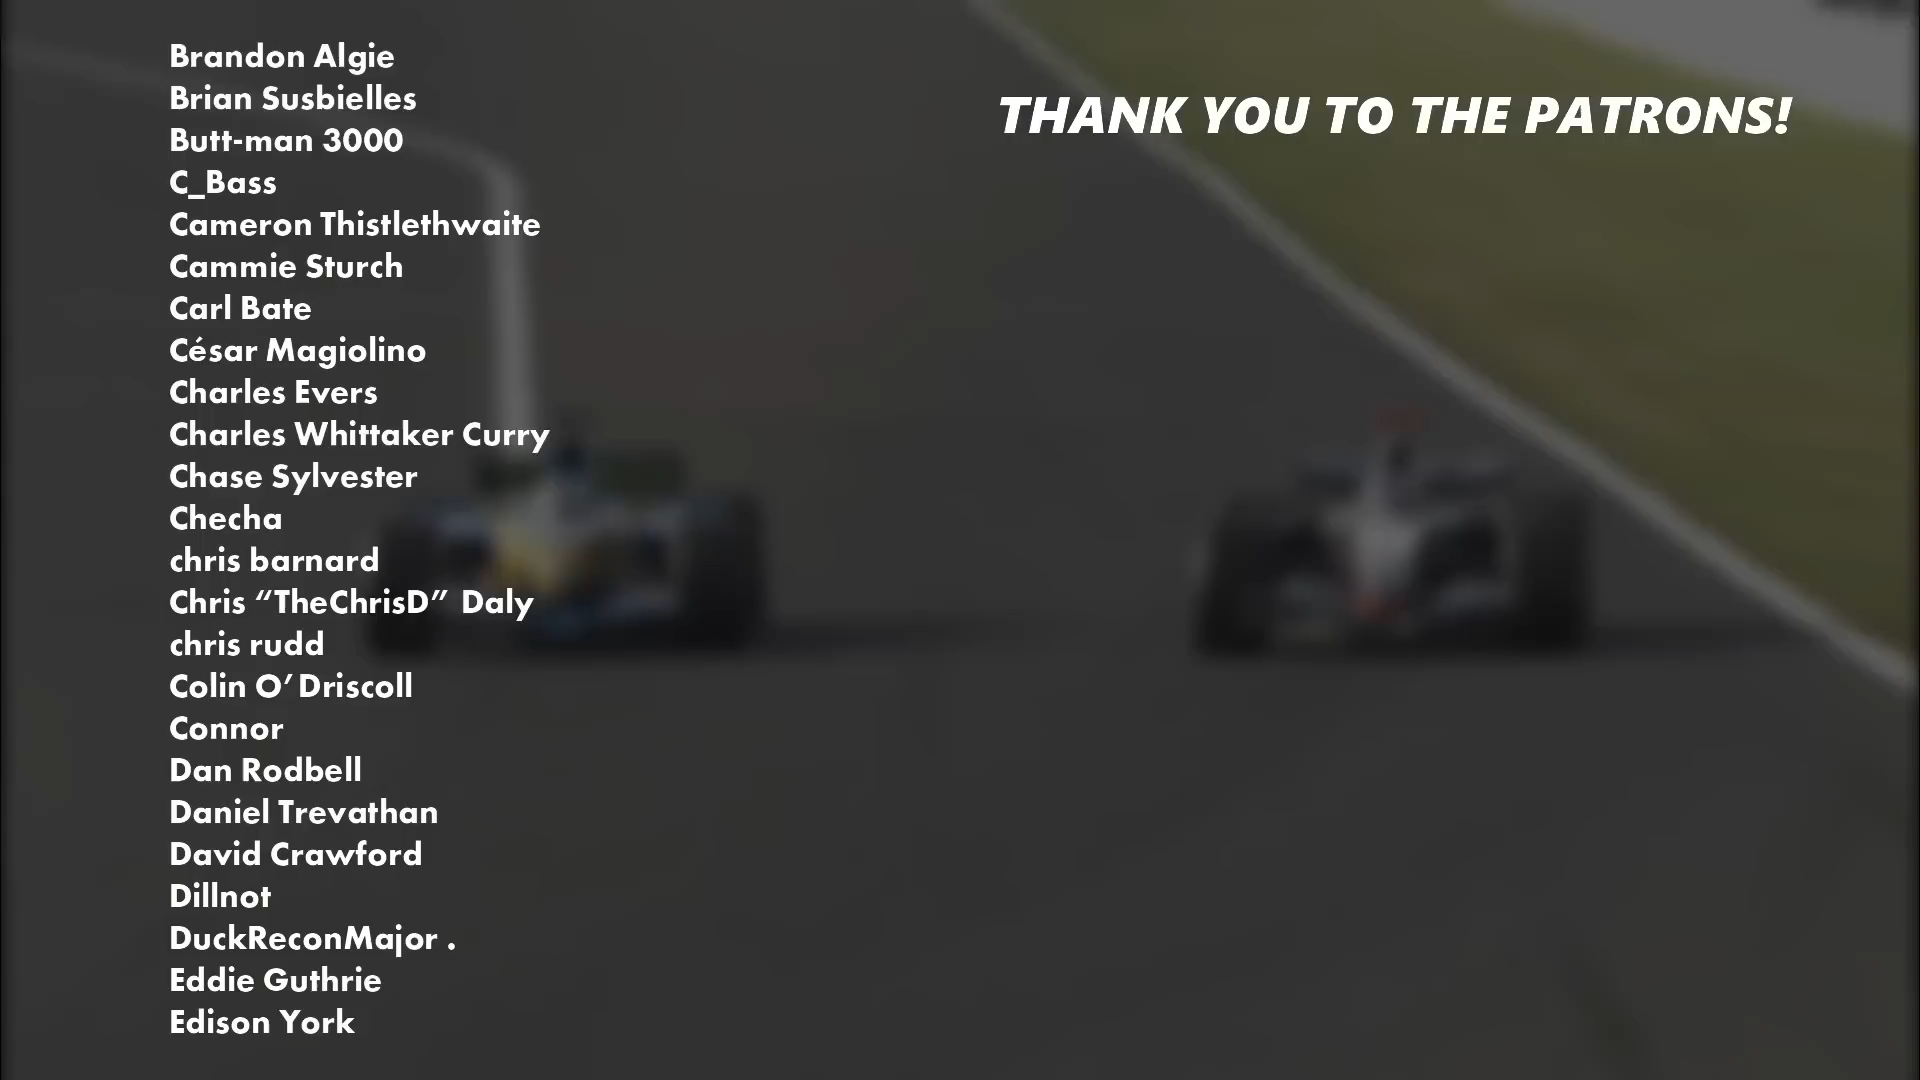 Brandon Algie
Brian Susbielles
Butt-man 3000
C_Bass
Cameron Thistlethwaite
Cammie Sturch
Carl Bate
César Magiolino
Charles Evers
Charles Whittaker Curry
Chase Sylvester
Checha
chris barnard
Chris “TheChrisD” Daly
chris rudd
Colin O’Driscoll
Connor
Dan Rodbell
Daniel Trevathan
David Crawford
Dillnot
DuckReconMajor .
Eddie Guthrie
Edison York
THANK YOU TO THE PATRONS!